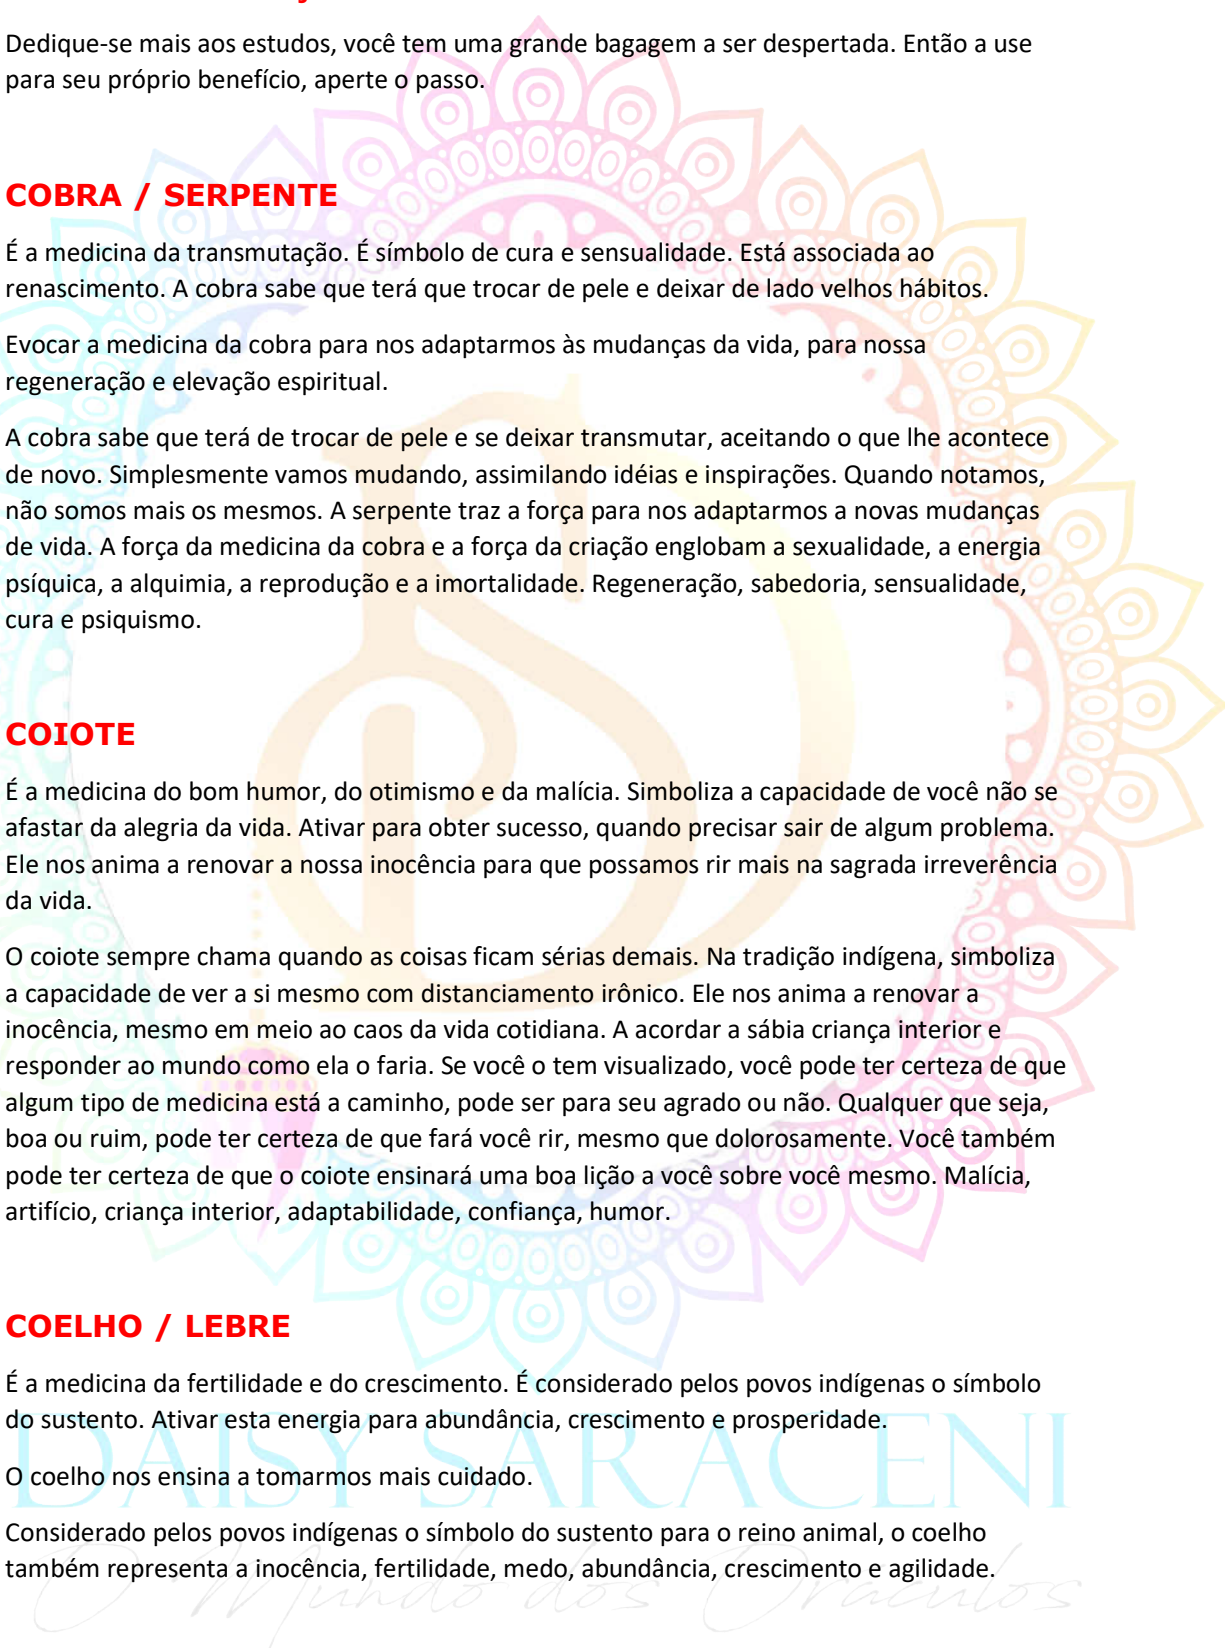 Dedique-se mais aos estudos, você tem uma grande bagagem a ser despertada. Então a use
para seu próprio benefício, aperte o passo.
COBRA / SERPENTE
É a medicina da transmutação. É símbolo de cura e sensualidade. Está associada ao
renascimento. A cobra sabe que terá que trocar de pele e deixar de lado velhos hábitos.
Evocar a medicina da cobra para nos adaptarmos às mudanças da vida, para nossa
regeneração e elevação espiritual.
A cobra sabe que terá de trocar de pele e se deixar transmutar, aceitando o que lhe acontece
de novo. Simplesmente vamos mudando, assimilando idéias e inspirações. Quando notamos,
não somos mais os mesmos. A serpente traz a força para nos adaptarmos a novas mudanças
de vida. A força da medicina da cobra e a força da criação englobam a sexualidade, a energia
psíquica, a alquimia, a reprodução e a imortalidade. Regeneração, sabedoria, sensualidade,
cura e psiquismo.
COIOTE
É a medicina do bom humor, do otimismo e da malícia. Simboliza a capacidade de você não se
afastar da alegria da vida. Ativar para obter sucesso, quando precisar sair de algum problema.
Ele nos anima a renovar a nossa inocência para que possamos rir mais na sagrada irreverência
da vida.
O coiote sempre chama quando as coisas ficam sérias demais. Na tradição indígena, simboliza
a capacidade de ver a si mesmo com distanciamento irônico. Ele nos anima a renovar a
inocência, mesmo em meio ao caos da vida cotidiana. A acordar a sábia criança interior e
responder ao mundo como ela o faria. Se você o tem visualizado, você pode ter certeza de que
algum tipo de medicina está a caminho, pode ser para seu agrado ou não. Qualquer que seja,
boa ou ruim, pode ter certeza de que fará você rir, mesmo que dolorosamente. Você também
pode ter certeza de que o coiote ensinará uma boa lição a você sobre você mesmo. Malícia,
artifício, criança interior, adaptabilidade, confiança, humor.
COELHO / LEBRE
É a medicina da fertilidade e do crescimento. É considerado pelos povos indígenas o símbolo
do sustento. Ativar esta energia para abundância, crescimento e prosperidade.
DAISY SARACENI
O coelho nos ensina a tomarmos mais cuidado.
Considerado pelos povos indígenas o símbolo do sustento para o reino animal, o coelho
também representa a inocência, fertilidade, medo, abundância, crescimento e agilidade.
O Mundo dos Oráculos